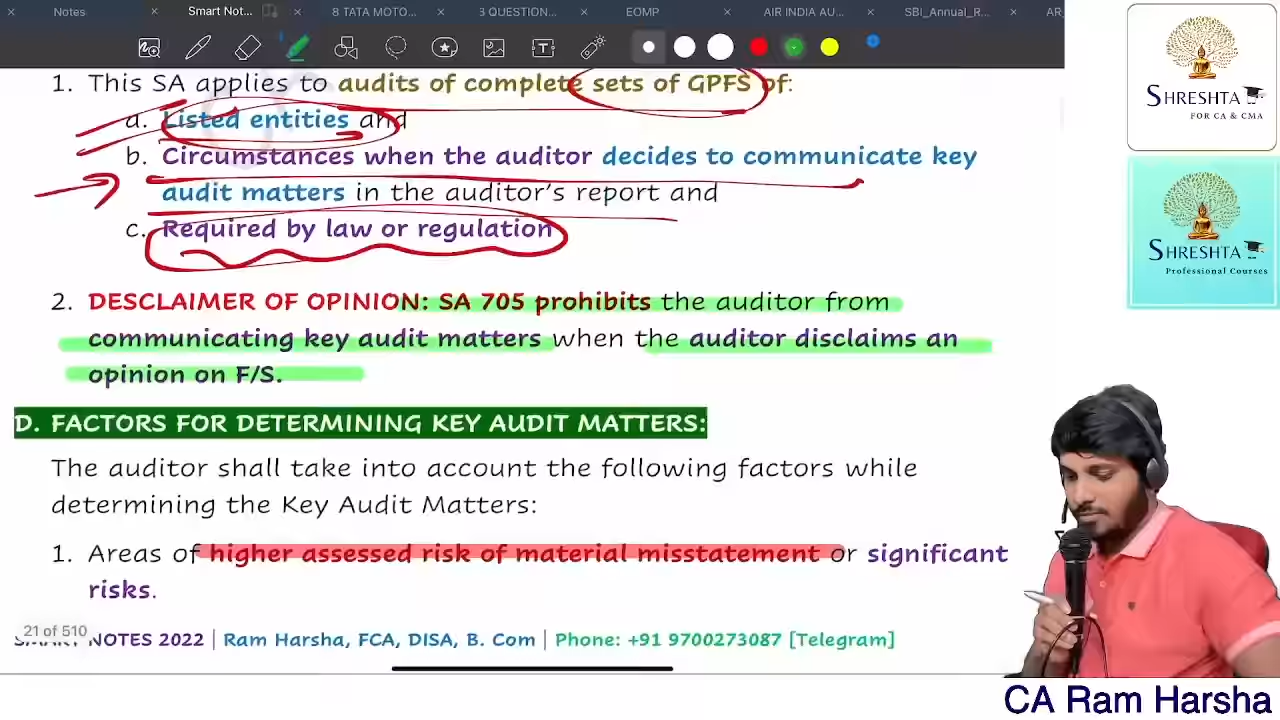 Notes
Smart Not...
8 TATA MOTO...
3 QUESTION...
EOMP
AIR INDIA AU...
SBI_Annual_R...
AR
1. This SA applies to audits of complete sets of GPFS of:
a. Listed entities and
b. Circumstances when the auditor decides to communicate key
audit matters in the auditor's report and
c. Required by law or regulation
2. DESCLAIMER OF OPINION: SA 705 prohibits the auditor from
communicating key audit matters when the auditor disclaims an
opinion on F/S.
D. FACTORS FOR DETERMINING KEY AUDIT MATTERS:
The auditor shall take into account the following factors while
determining the Key Audit Matters:
1. Areas of higher assessed risk of material misstatement or significant
risks.
21 of 510
SMART NOTES 2022 | Ram Harsha, FCA, DISA, B. Com | Phone: +91 9700273087 [Telegram]
SHRESHTA
FOR CA & CMA
SHRESHTA
Professional Courses
CA Ram Harsha